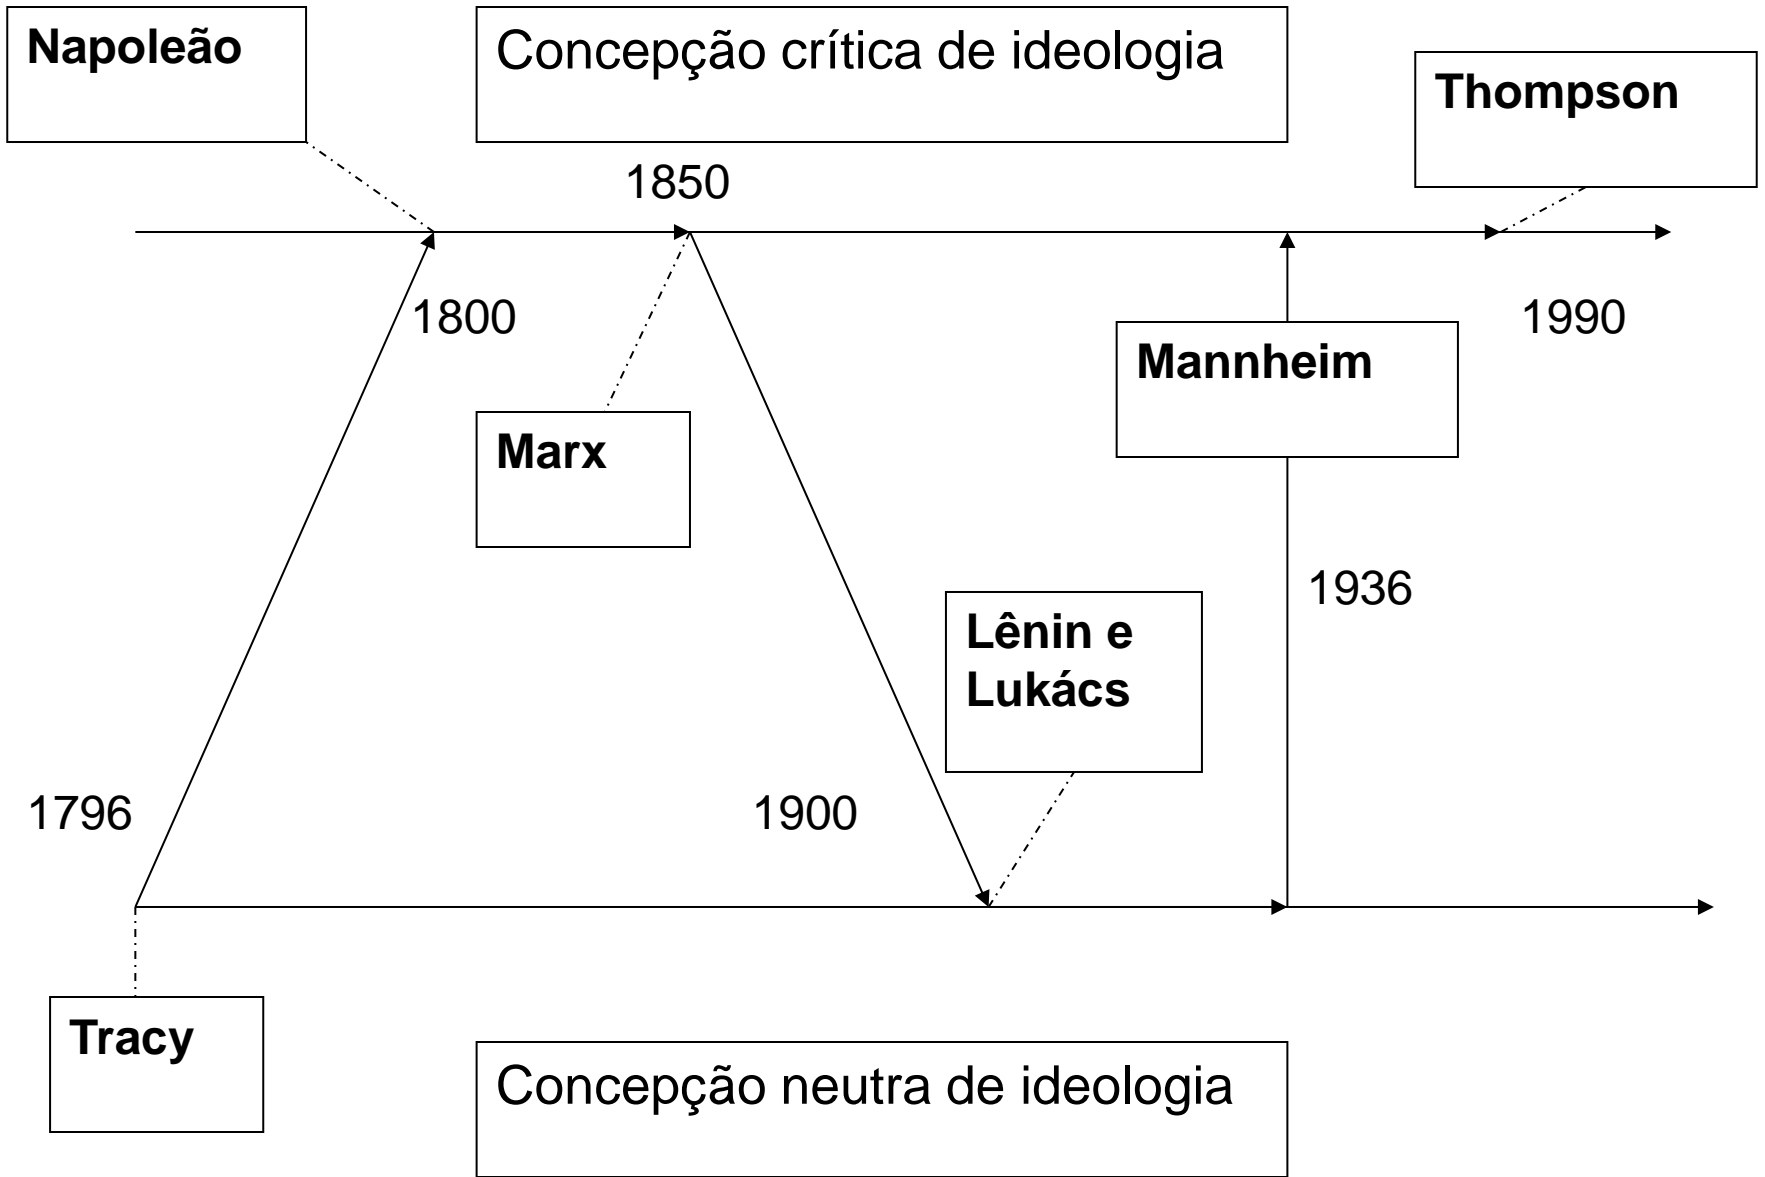 Napoleão
Concepção crítica de ideologia
Thompson
1850
1800
1990
Mannheim
Marx
1936
Lênin e
Lukács
1796
1900
Tracy
Concepção neutra de ideologia